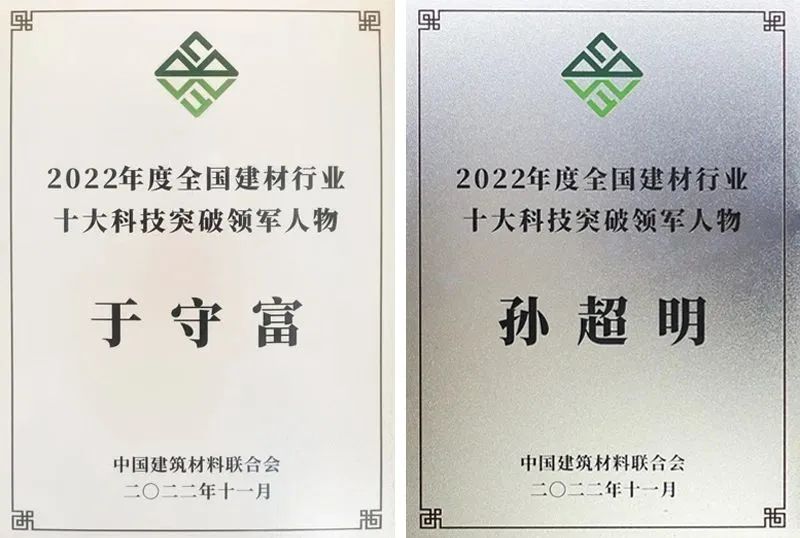 2022年度全国建材行业
十大科技突破领军人物
于守富
中国建筑材料联合会
二〇二二年十一月
2022年度全国建材行业
十大科技突破领军人物
孙超明
中国建筑材料联合会
二〇二二年十一月